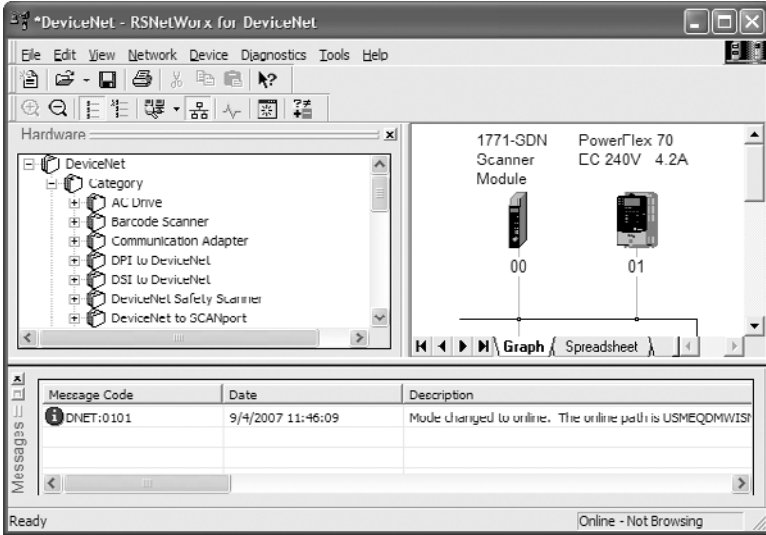 *DeviceNet - RSNetWorx for DeviceNet
File Edit View Network Device Diagnostics Tools Help
Hardware
DeviceNet
Category
AC Drive
Barcode Scanner
Communication Adapter
DPI to DeviceNet
DSI to DeviceNet
DeviceNet Safety Scanner
DeviceNet to SCANport
1771-SDN
Scanner
Module
00
PowerFlex 70
EC 240V 4.2A
01
Graph Spreadsheet
Messages
Message Code Date Description
DNET:0101 9/4/2007 11:46:09 Mode changed to online. The online path is USMEQDMWISN
Ready Online - Not Browsing